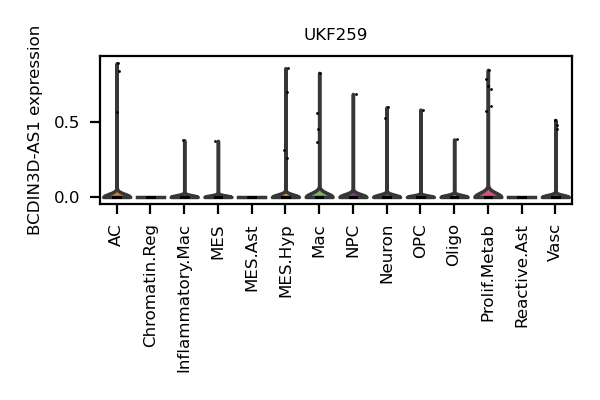 UKF259
BCDIN3D-AS1 expression
0.5
0.0
AC
Chromatin.Reg
Inflammatory.Mac
MES
MES.Ast
MES.Hyp
Mac
NPC
Neuron
OPC
Oligo
Prolif.Metab
Reactive.Ast
Vasc